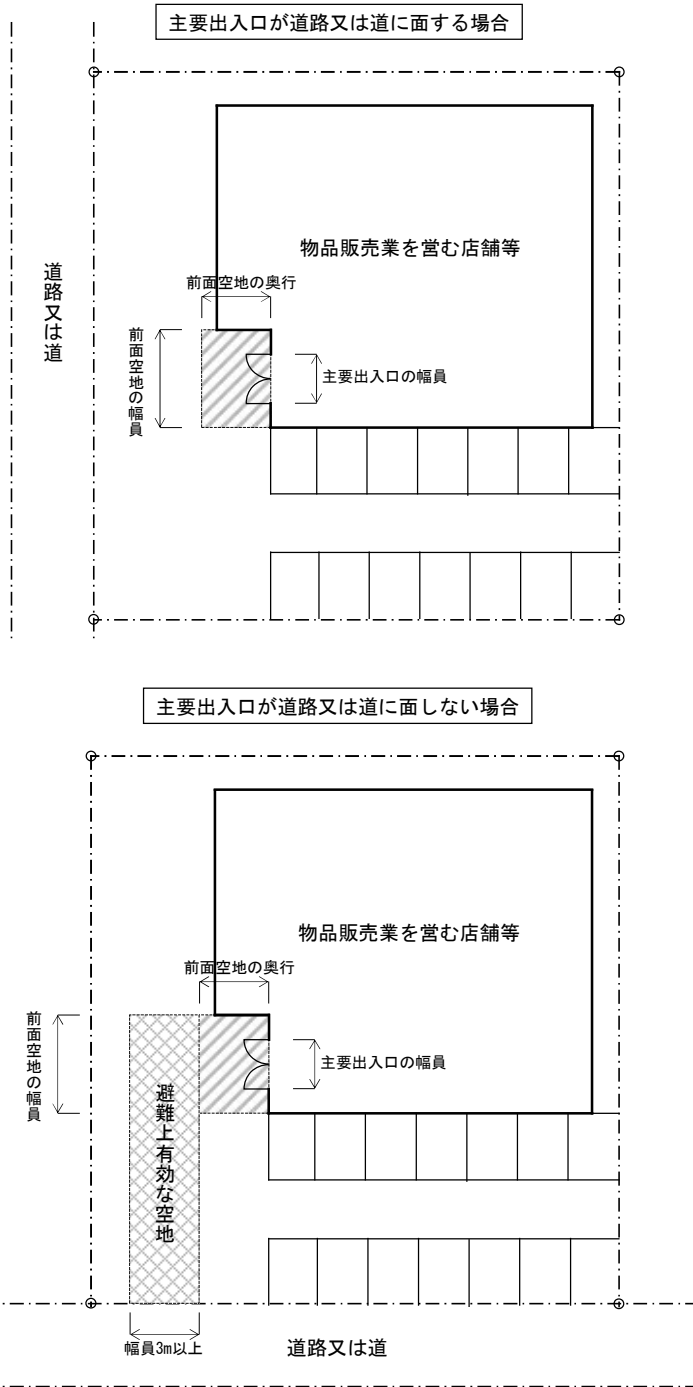 主要出入口が道路又は道に面する場合
物品販売業を営む店舗等
道路又は道
前面空地の奥行
前面空地の幅員
主要出入口の幅員
主要出入口が道路又は道に面しない場合
物品販売業を営む店舗等
前面空地の奥行
前面空地の幅員
主要出入口の幅員
避難上有効な空地
幅員3m以上
道路又は道